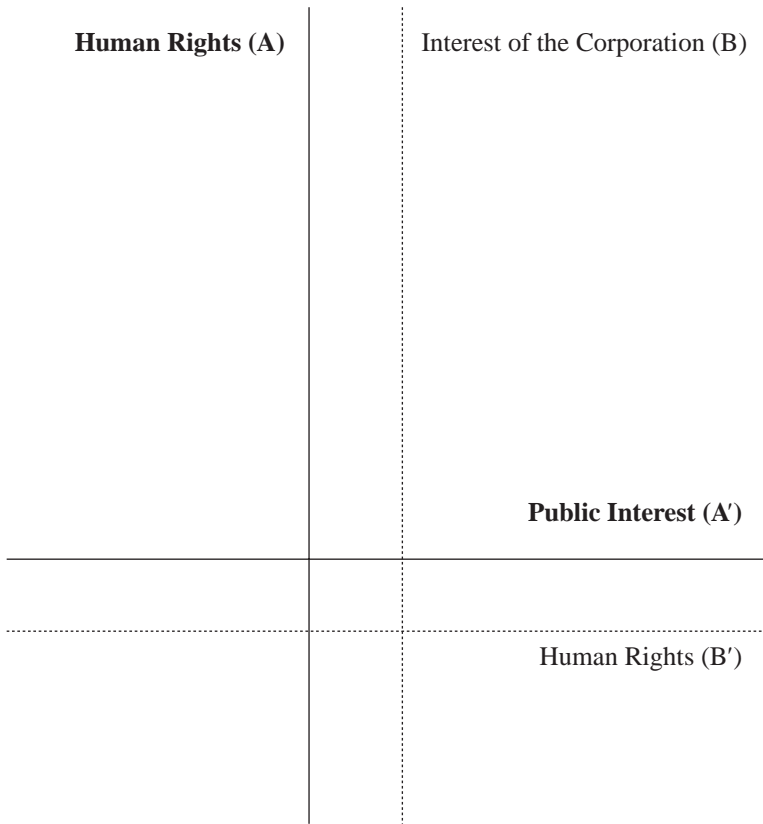 Human Rights (A)
Interest of the Corporation (B)
Public Interest (A′)
Human Rights (B′)